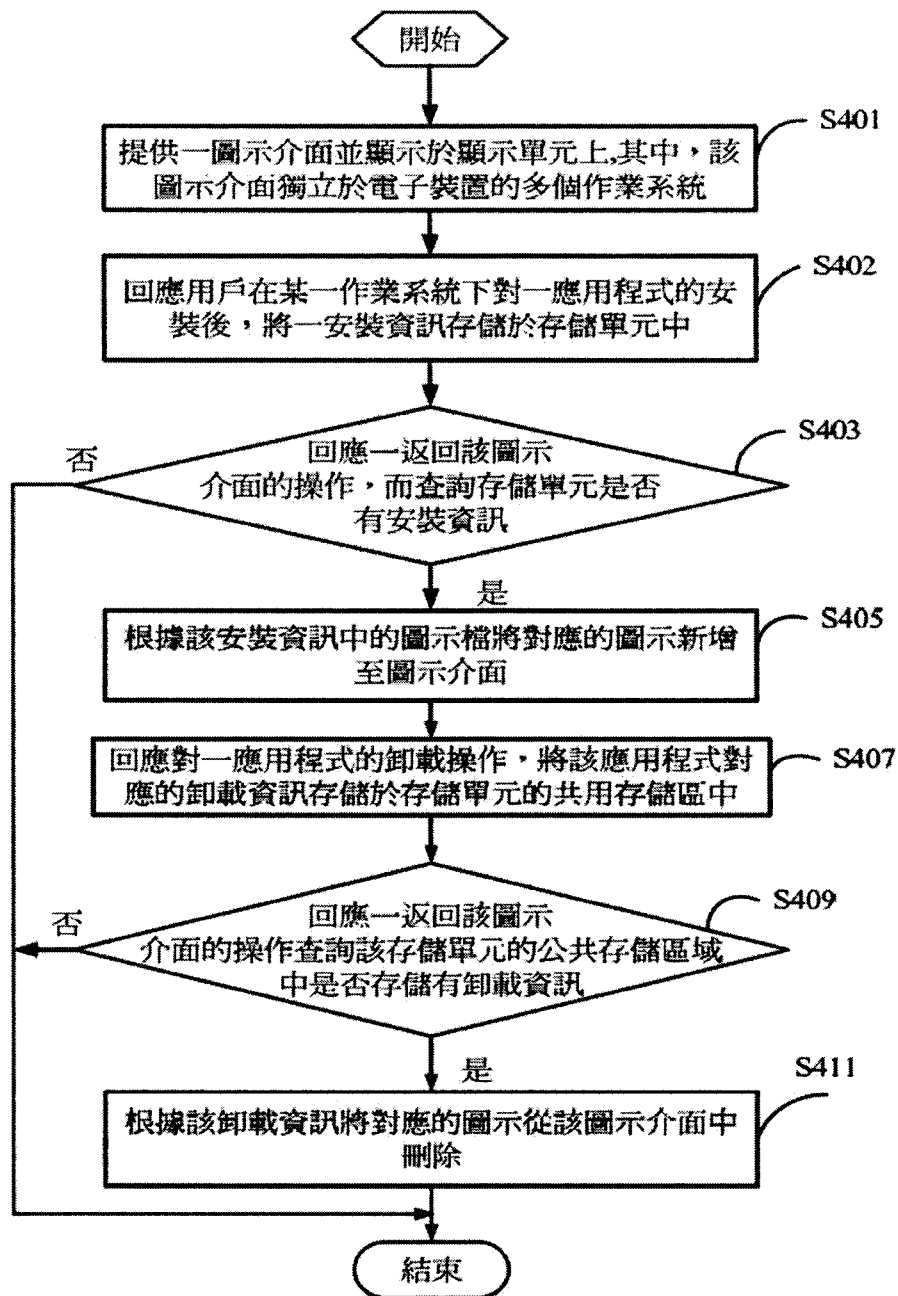 開始
S401
提供一圖示介面並顯示於顯示單元上,其中，該
圖示介面獨立於電子裝置的多個作業系統
S402
回應用戶在某一作業系統下對一應用程式的安
裝後，將一安裝資訊存儲於存儲單元中
S403
否
回應一返回該圖示
介面的操作，而查詢存儲單元是否
有安裝資訊
是
S405
根據該安裝資訊中的圖示檔將對應的圖示新增
至圖示介面
S407
回應對一應用程式的卸載操作，將該應用程式對
應的卸載資訊存儲於存儲單元的共用存儲區中
S409
否
回應一返回該圖示
介面的操作查詢該存儲單元的公共存儲區域
中是否存儲有卸載資訊
是
S411
根據該卸載資訊將對應的圖示從該圖示介面中
刪除
結束